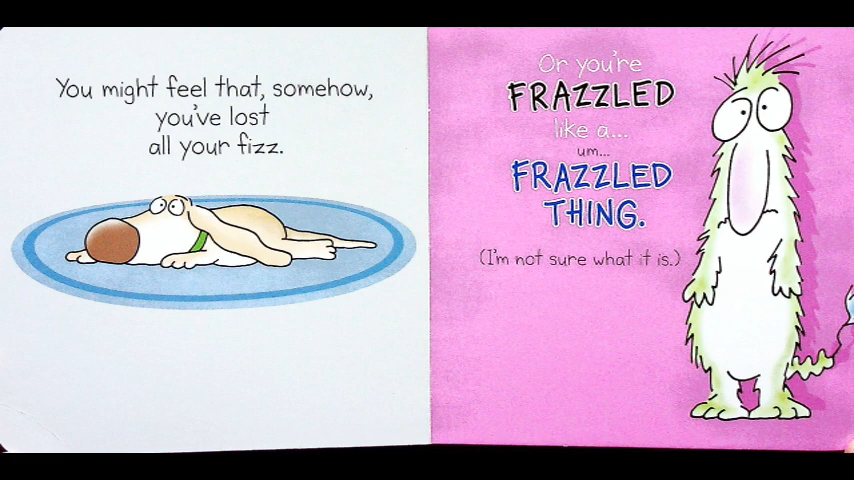 You might feel that, somehow,
you've lost
all your fizz.
Or you're
FRAZZLED
like a...
um...
FRAZZLED
THING.
(I'm not sure what it is.)